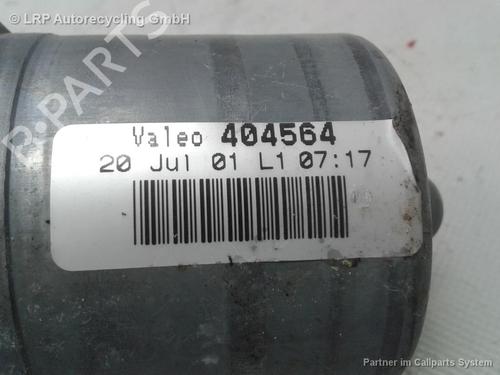 © LRP Autorecycling GmbH
B-PARTS
Valeo 404564
20 Jul 01 L1 07:17
Partner im Callparts System